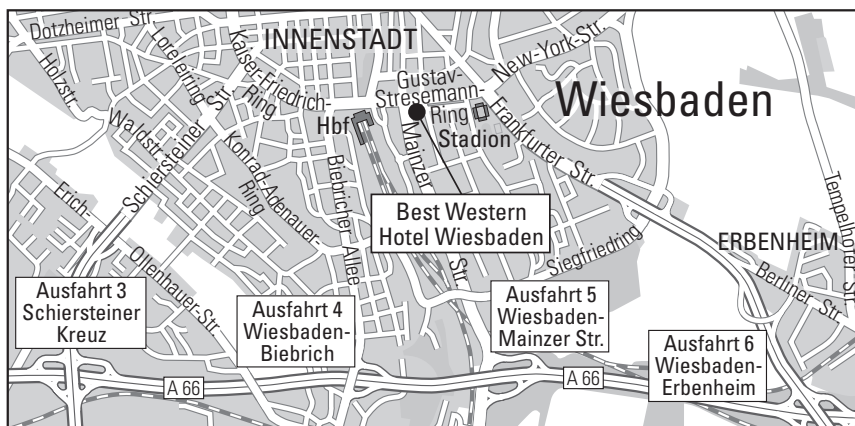 Dotzheimer Str.
Holzstr.
Loreleiring
Kaiser-Friedrich-
Ring
INNENSTADT
Gustav-
Stresemann-
Ring
New-York-Str.
Wiesbaden
Waldstr.
Schiersteiner Str.
Hbf
Mainzer Str.
Stadion
Frankfurter Str.
Konrad-Adenauer-
Ring
Biebricher Allee
Best Western
Hotel Wiesbaden
Siegfriedring
Erich-
Ollenhauer-Str.
ERBENHEIM
Tempelhofer Str.
Berliner Str.
Ausfahrt 3
Schiersteiner
Kreuz
Ausfahrt 4
Wiesbaden-
Biebrich
Ausfahrt 5
Wiesbaden-
Mainzer Str.
Ausfahrt 6
Wiesbaden-
Erbenheim
A 66
A 66